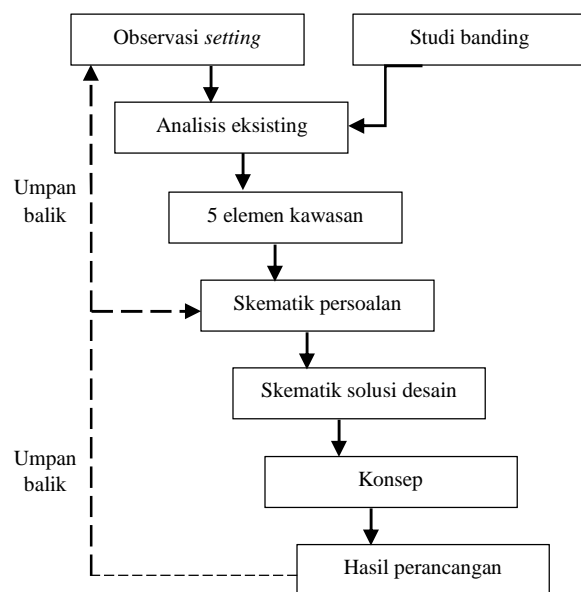 Observasi setting
Studi banding
Analisis eksisting
Umpan
balik
5 elemen kawasan
Skematik persoalan
Skematik solusi desain
Umpan
balik
Konsep
Hasil perancangan